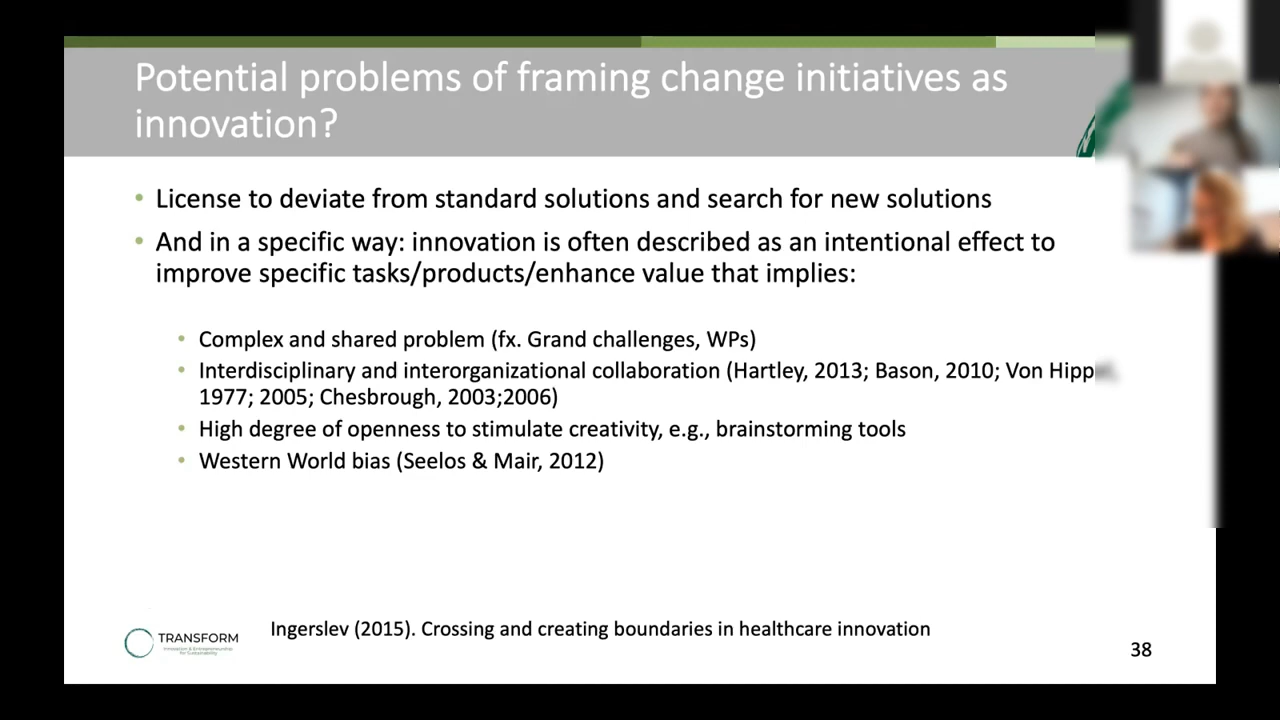 Potential problems of framing change initiatives as
innovation?
• License to deviate from standard solutions and search for new solutions
• And in a specific way: innovation is often described as an intentional effect to
improve specific tasks/products/enhance value that implies:
• Complex and shared problem (fx. Grand challenges, WPs)
• Interdisciplinary and interorganizational collaboration (Hartley, 2013; Bason, 2010; Von
1977; 2005; Chesbrough, 2003;2006)
• High degree of openness to stimulate creativity, e.g., brainstorming tools
• Western World bias (Seelos & Mair, 2012)
TRANSFORM
Innovation & Entrepreneurship
for Sustainability
Ingerslev (2015). Crossing and creating boundaries in healthcare innovation
38